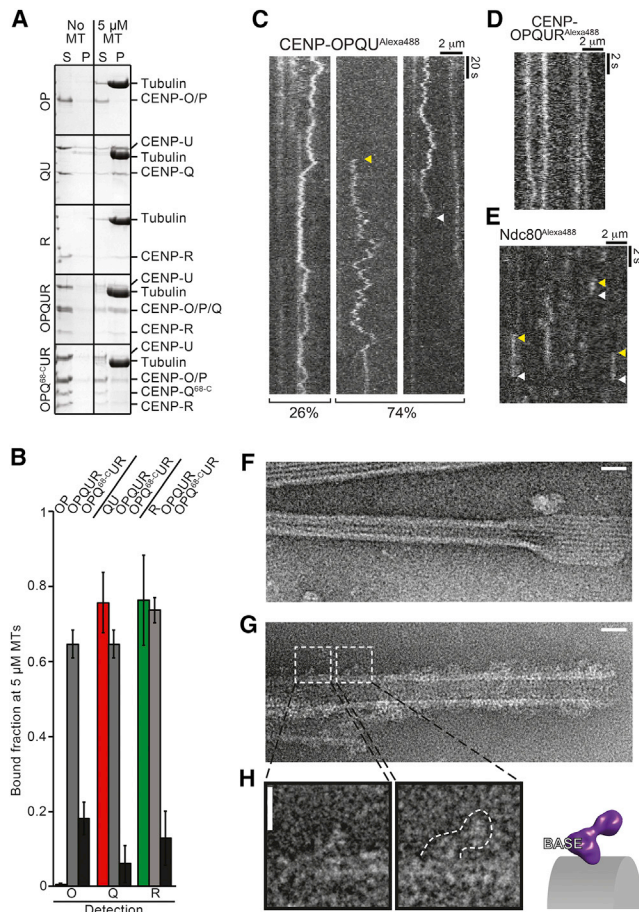 A
No
MT
5 µM
MT
S P S P
OP
Tubulin
CENP-O/P
QU
CENP-U
Tubulin
CENP-Q
R
Tubulin
CENP-R
OPQUR
CENP-U
Tubulin
CENP-O/P/Q
CENP-R
OPQ68-CUR
CENP-U
Tubulin
CENP-O/P
CENP-Q68-C
CENP-R
B
OP
OPQUR
OPQ68-CUR
QU
OPQUR
OPQ68-CUR
R
OPQUR
OPQ68-CUR
Bound fraction at 5 µM MTs
1
0.8
0.6
0.4
0.2
0
O Q R
Detection
C
CENP-OPQUAlexa488
2 µm
20 s
26%
74%
D
CENP-
OPQURAlexa488
2 µm
2 s
E
Ndc80Alexa488
2 µm
2 s
F
G
H
BASE